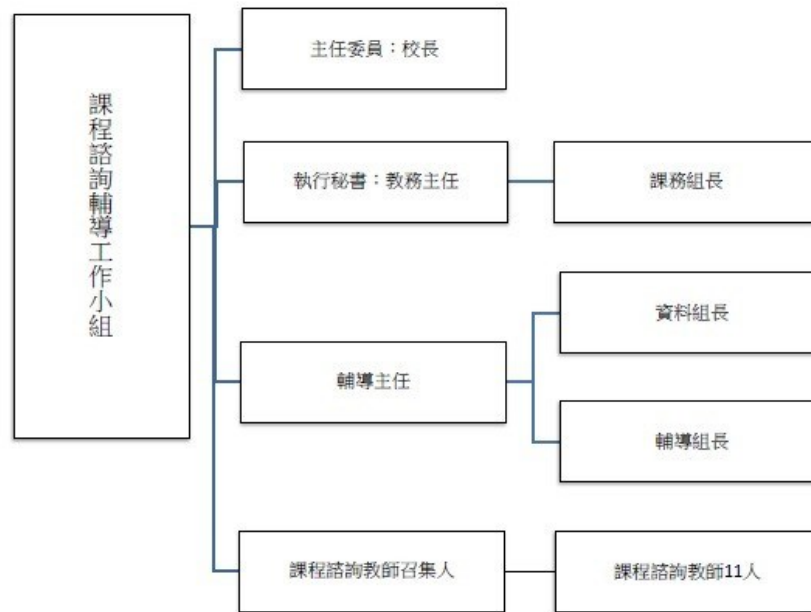 課程諮詢輔導工作小組
主任委員：校長
執行秘書：教務主任
課務組長
輔導主任
資料組長
輔導組長
課程諮詢教師召集人
課程諮詢教師11人